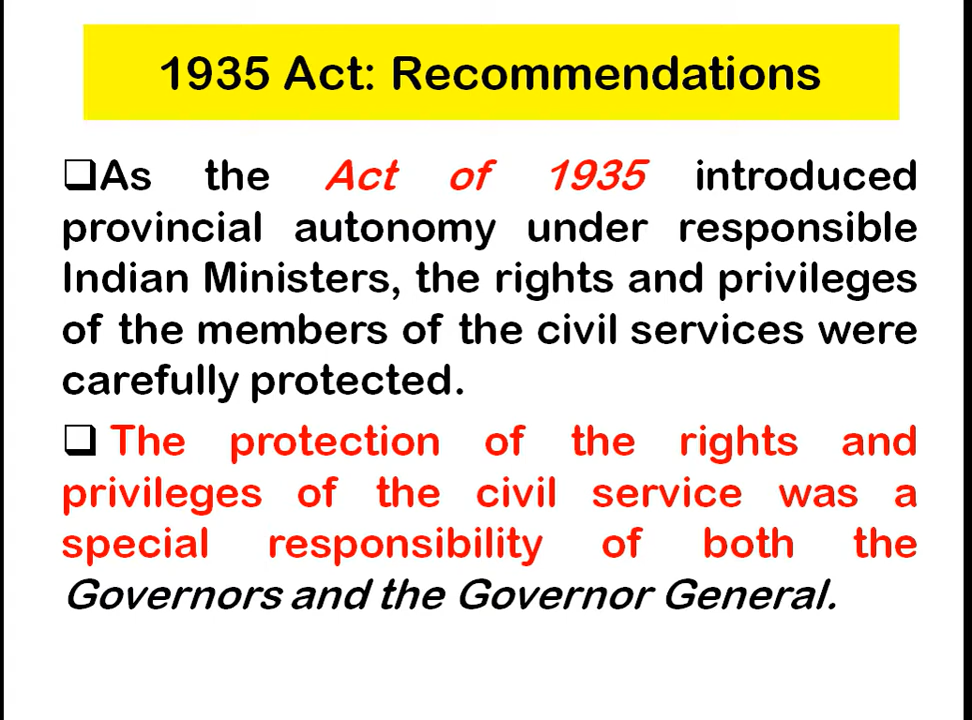 1935 Act: Recommendations
❑As the Act of 1935 introduced
provincial autonomy under responsible
Indian Ministers, the rights and privileges
of the members of the civil services were
carefully protected.
❑ The protection of the rights and
privileges of the civil service was a
special responsibility of both the
Governors and the Governor General.